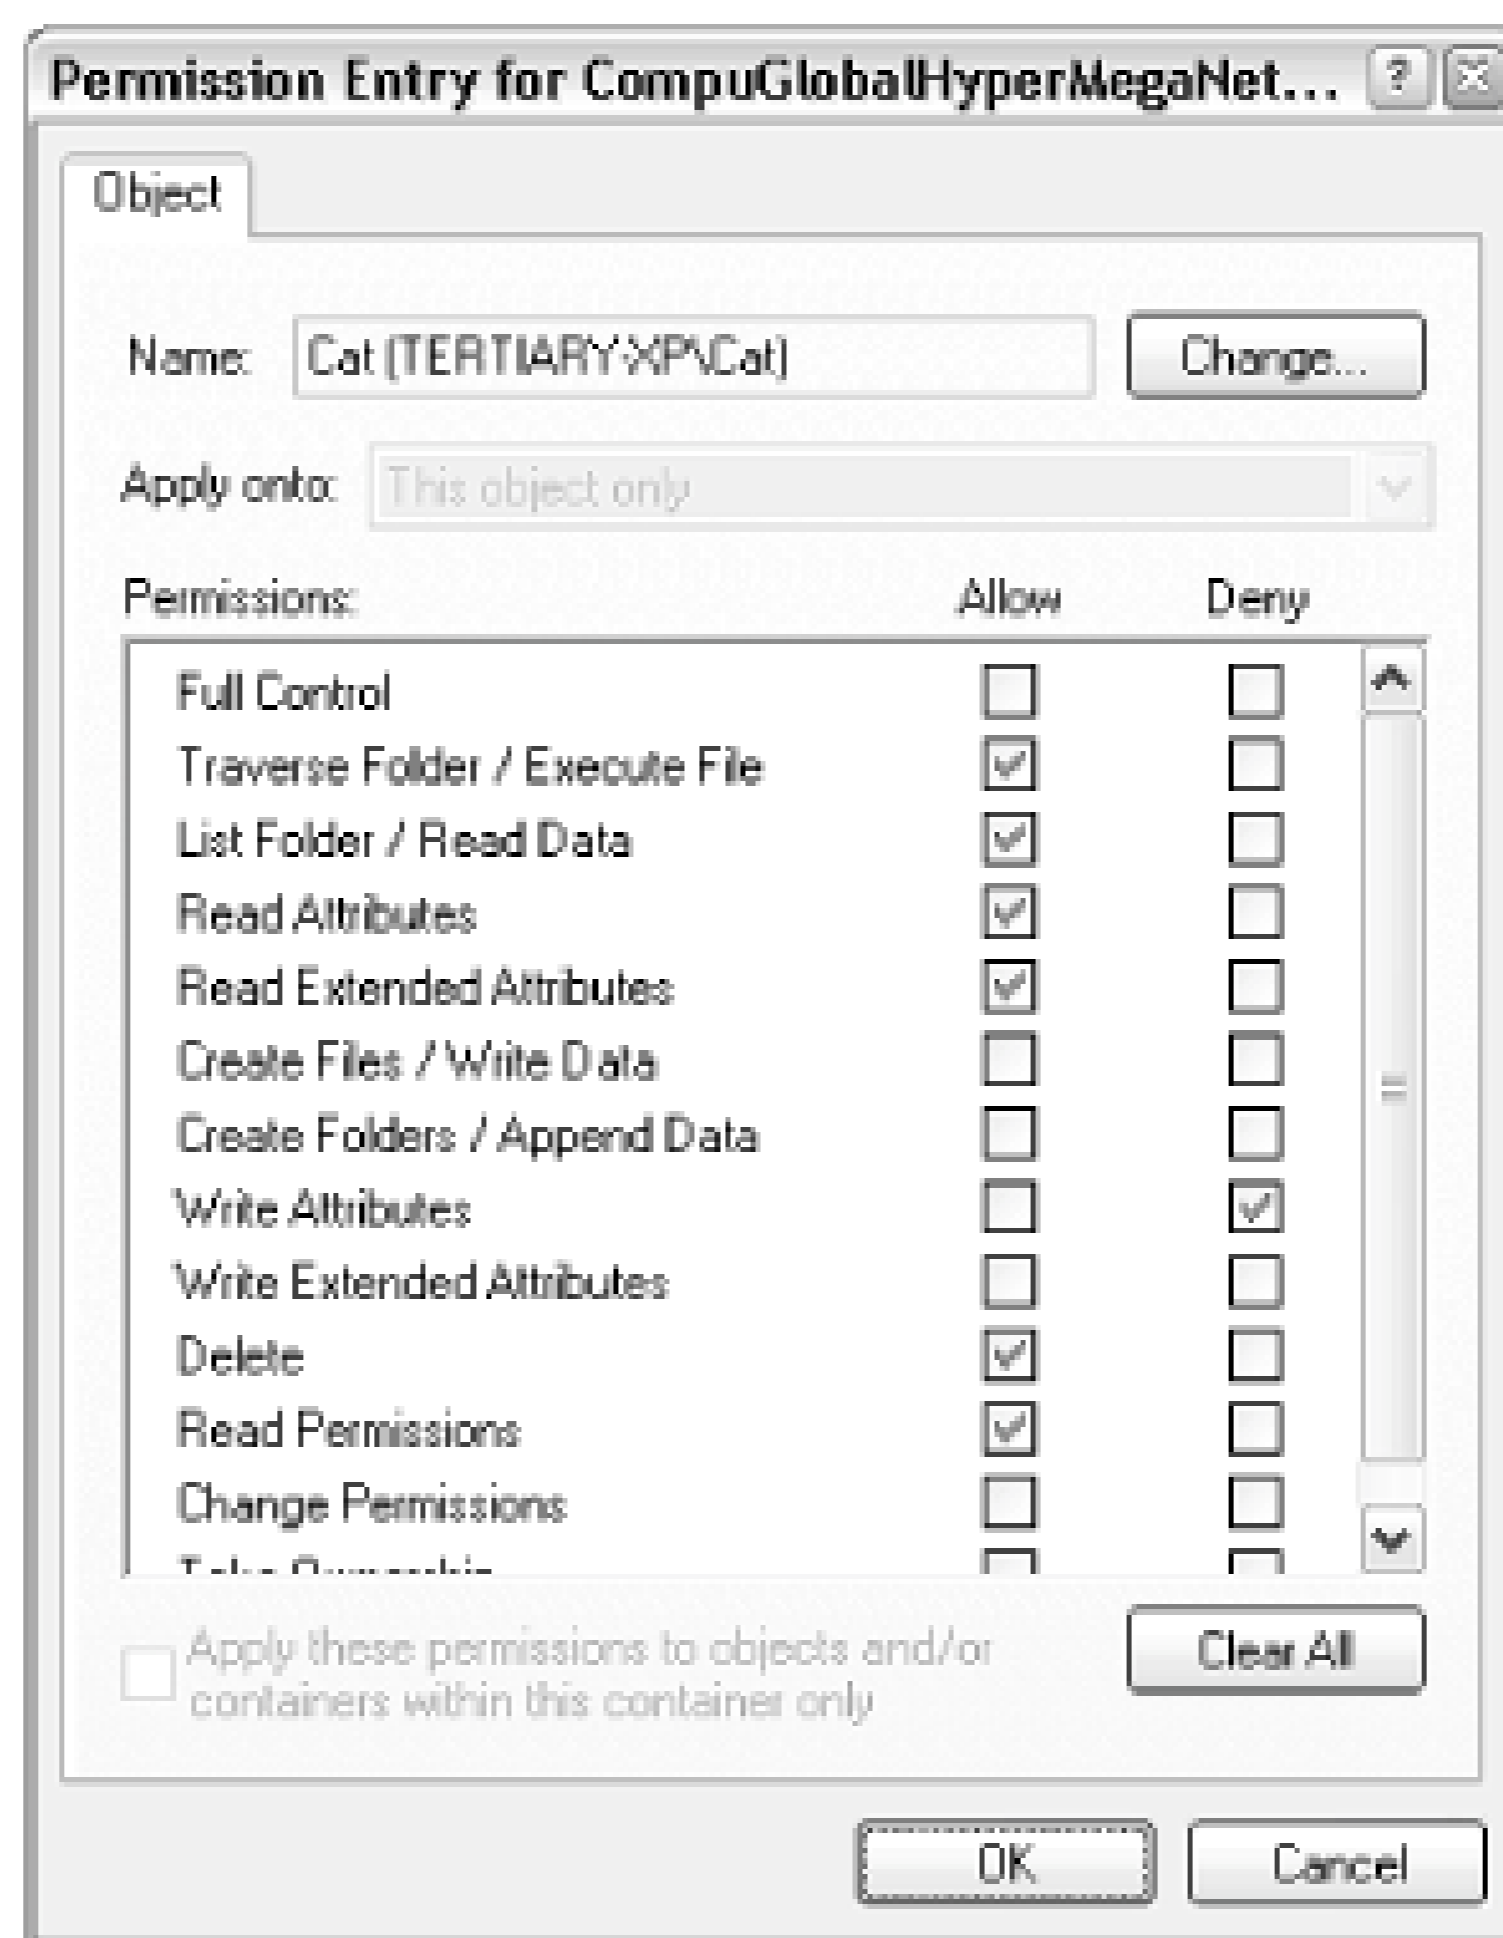 Permission Entry for CompuGlobalHyperMegaNet...
Object
Name: Cat (TERTIARY-XP\Cat) Change...
Apply onto: This object only
Permissions: Allow Deny
Full Control
Traverse Folder / Execute File
List Folder / Read Data
Read Attributes
Read Extended Attributes
Create Files / Write Data
Create Folders / Append Data
Write Attributes
Write Extended Attributes
Delete
Read Permissions
Change Permissions
Take Ownership
Apply these permissions to objects and/or
containers within this container only
Clear All
OK Cancel